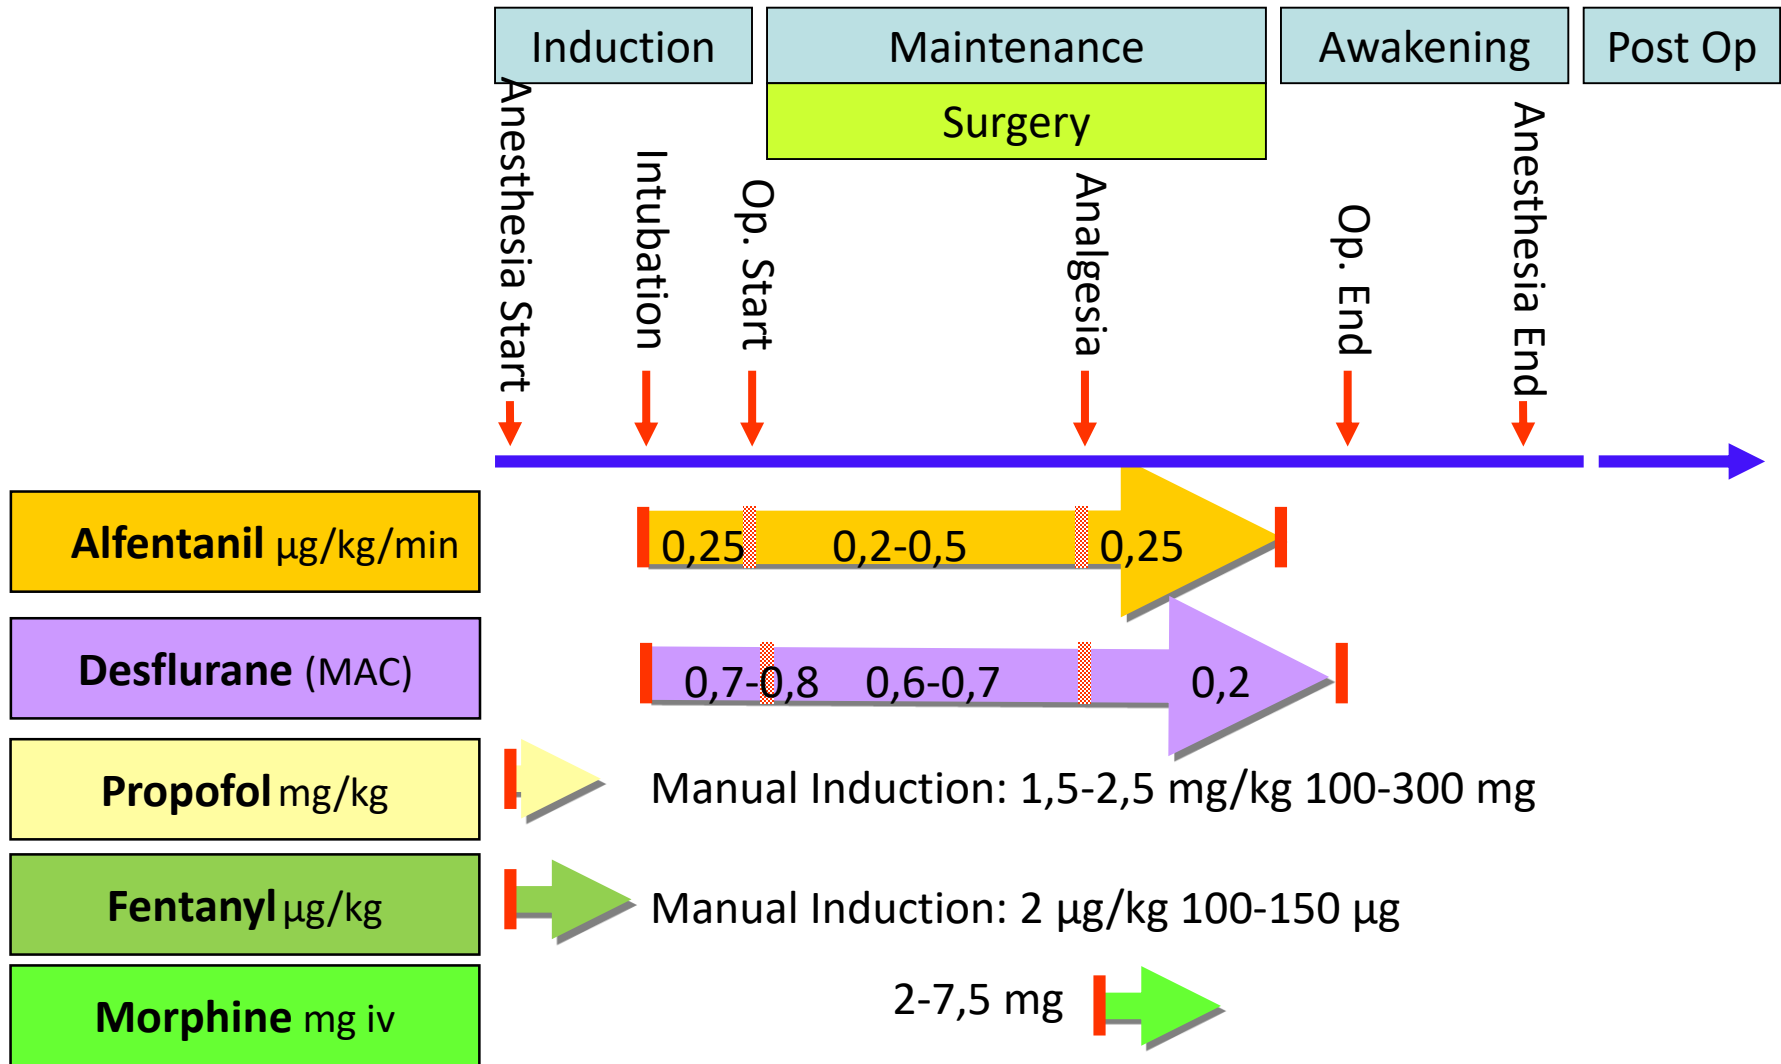 Induction
Maintenance
Awakening
Post Op
Surgery
Anesthesia Start
Intubation
Op. Start
Analgesia
Op. End
Anesthesia End
Alfentanil µg/kg/min
0,25
0,2-0,5
0,25
Desflurane (MAC)
0,7-0,8
0,6-0,7
0,2
Propofol mg/kg
Manual Induction: 1,5-2,5 mg/kg 100-300 mg
Fentanyl µg/kg
Manual Induction: 2 µg/kg 100-150 µg
Morphine mg iv
2-7,5 mg